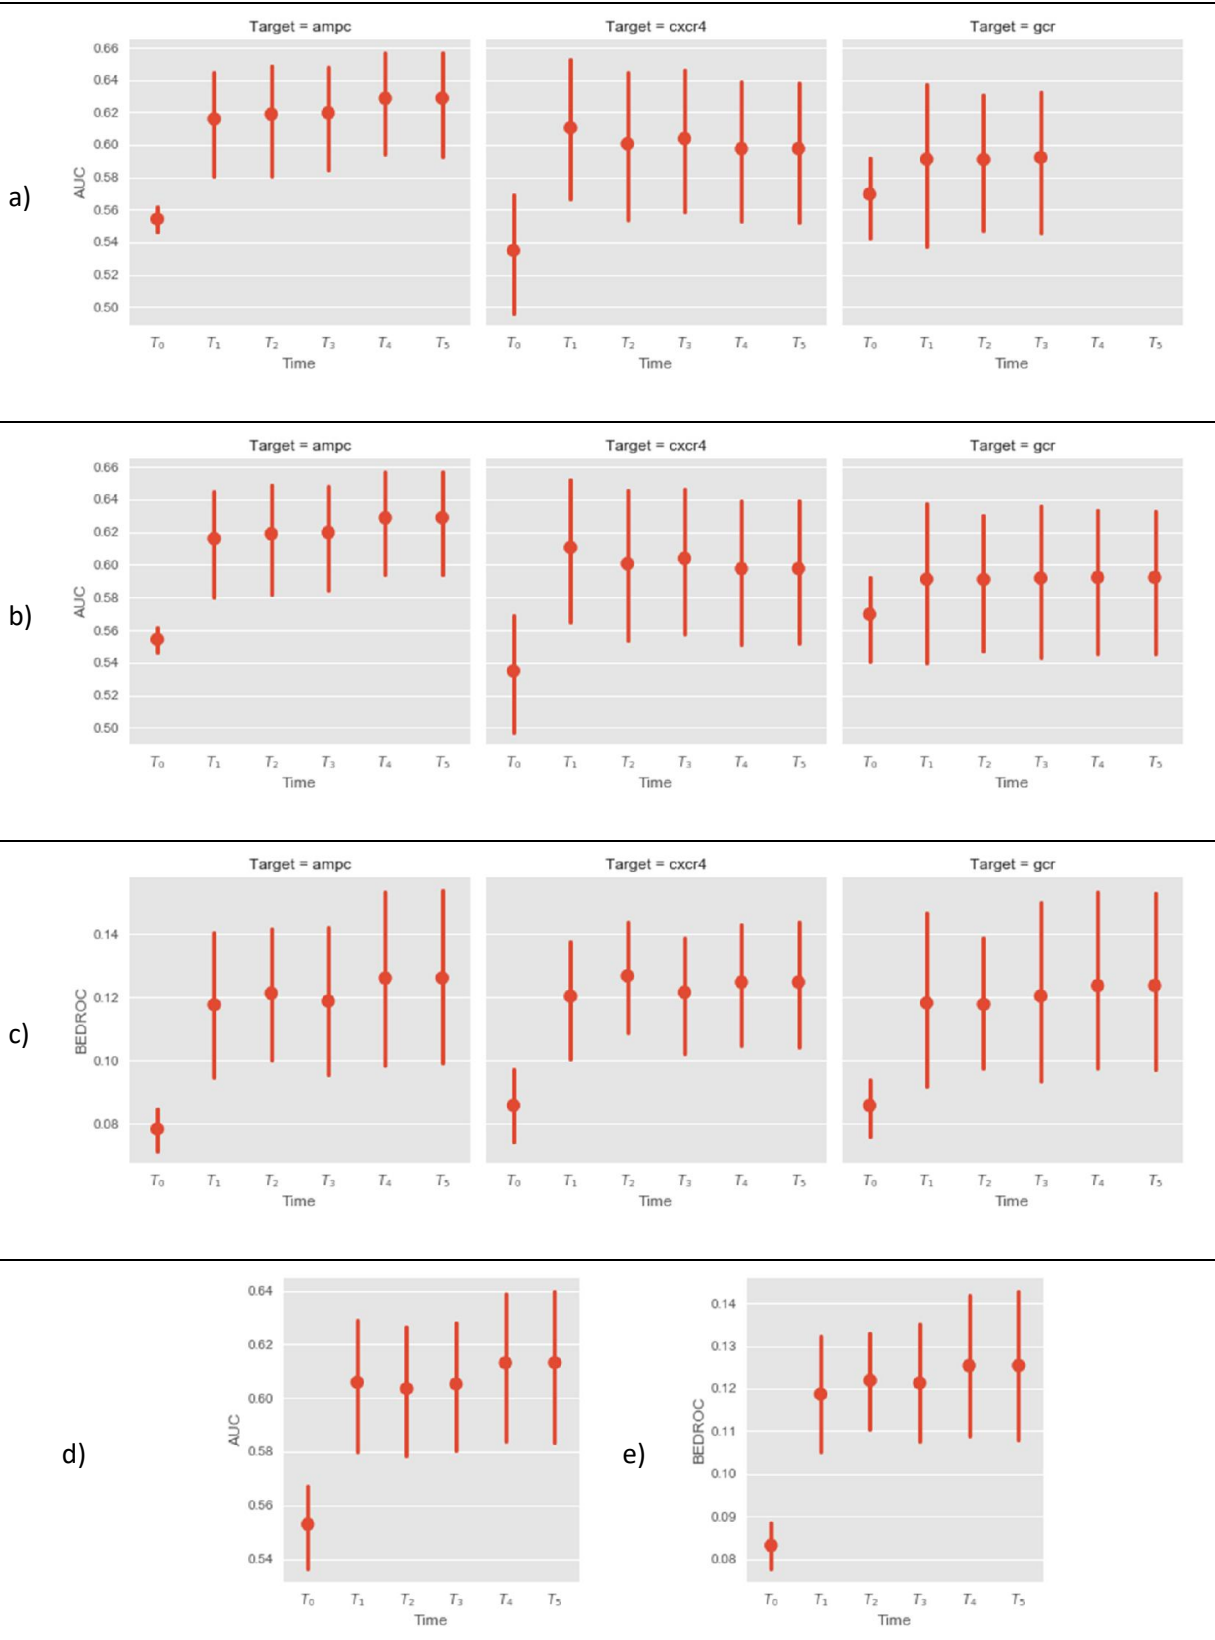 Target = ampc Target = cxcr4 Target = gcr
0.66
0.64
0.62
0.60
0.58
0.56
0.54
0.52
0.50
AUC
a)
T₀ T₁ T₂ T₃ T₄ T₅ T₀ T₁ T₂ T₃ T₄ T₅ T₀ T₁ T₂ T₃ T₄ T₅
Time Time Time
Target = ampc Target = cxcr4 Target = gcr
0.66
0.64
0.62
0.60
0.58
0.56
0.54
0.52
0.50
AUC
b)
T₀ T₁ T₂ T₃ T₄ T₅ T₀ T₁ T₂ T₃ T₄ T₅ T₀ T₁ T₂ T₃ T₄ T₅
Time Time Time
Target = ampc Target = cxcr4 Target = gcr
0.14
0.12
0.10
0.08
BEDROC
c)
T₀ T₁ T₂ T₃ T₄ T₅ T₀ T₁ T₂ T₃ T₄ T₅ T₀ T₁ T₂ T₃ T₄ T₅
Time Time Time
0.64
0.62
0.60
0.58
0.56
0.54
AUC
d)
T₀ T₁ T₂ T₃ T₄ T₅
Time
0.14
0.13
0.12
0.11
0.10
0.09
0.08
BEDROC
e)
T₀ T₁ T₂ T₃ T₄ T₅
Time